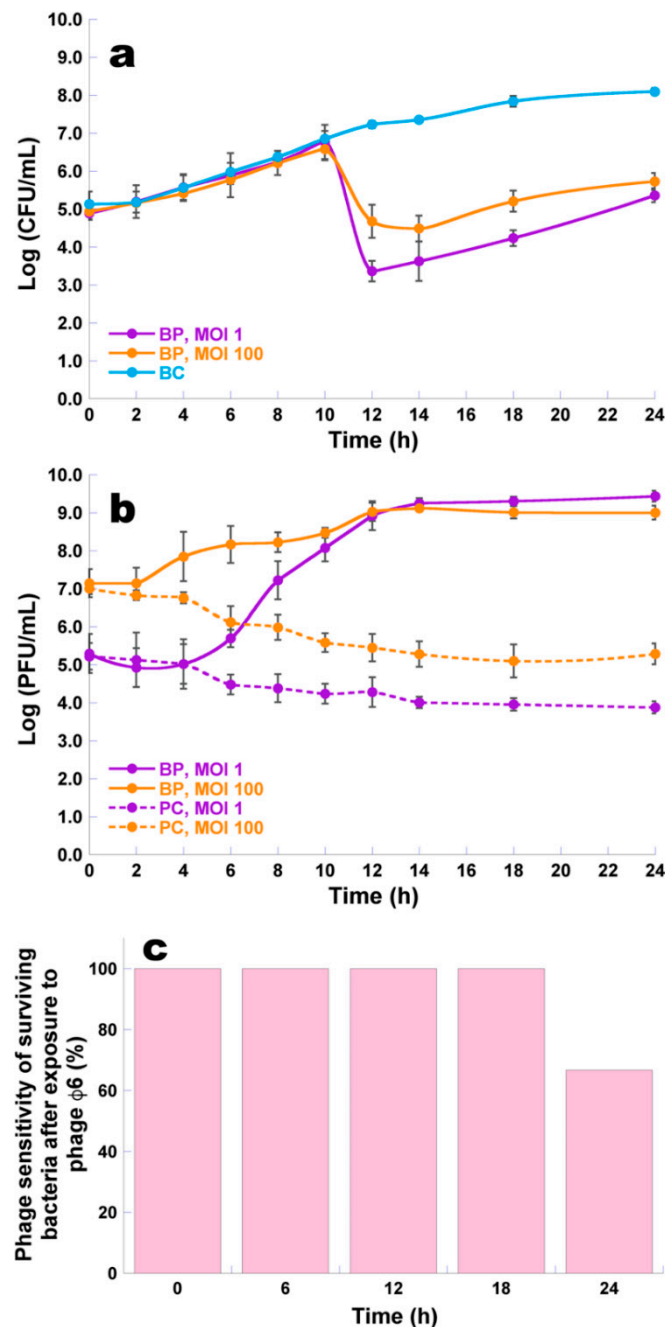 a
Log (CFU/mL)
10.0
9.0
8.0
7.0
6.0
5.0
4.0
3.0
2.0
1.0
0.0
BP, MOI 1
BP, MOI 100
BC
0 2 4 6 8 10 12 14 16 18 20 22 24
Time (h)
b
Log (PFU/mL)
10.0
9.0
8.0
7.0
6.0
5.0
4.0
3.0
2.0
1.0
0.0
BP, MOI 1
BP, MOI 100
PC, MOI 1
PC, MOI 100
0 2 4 6 8 10 12 14 18 20 22 24
Time (h)
c
Phage sensitivity of surviving
bacteria after exposure to
phage ϕ6 (%)
100
80
60
40
20
0
0 6 12 18 24
Time (h)